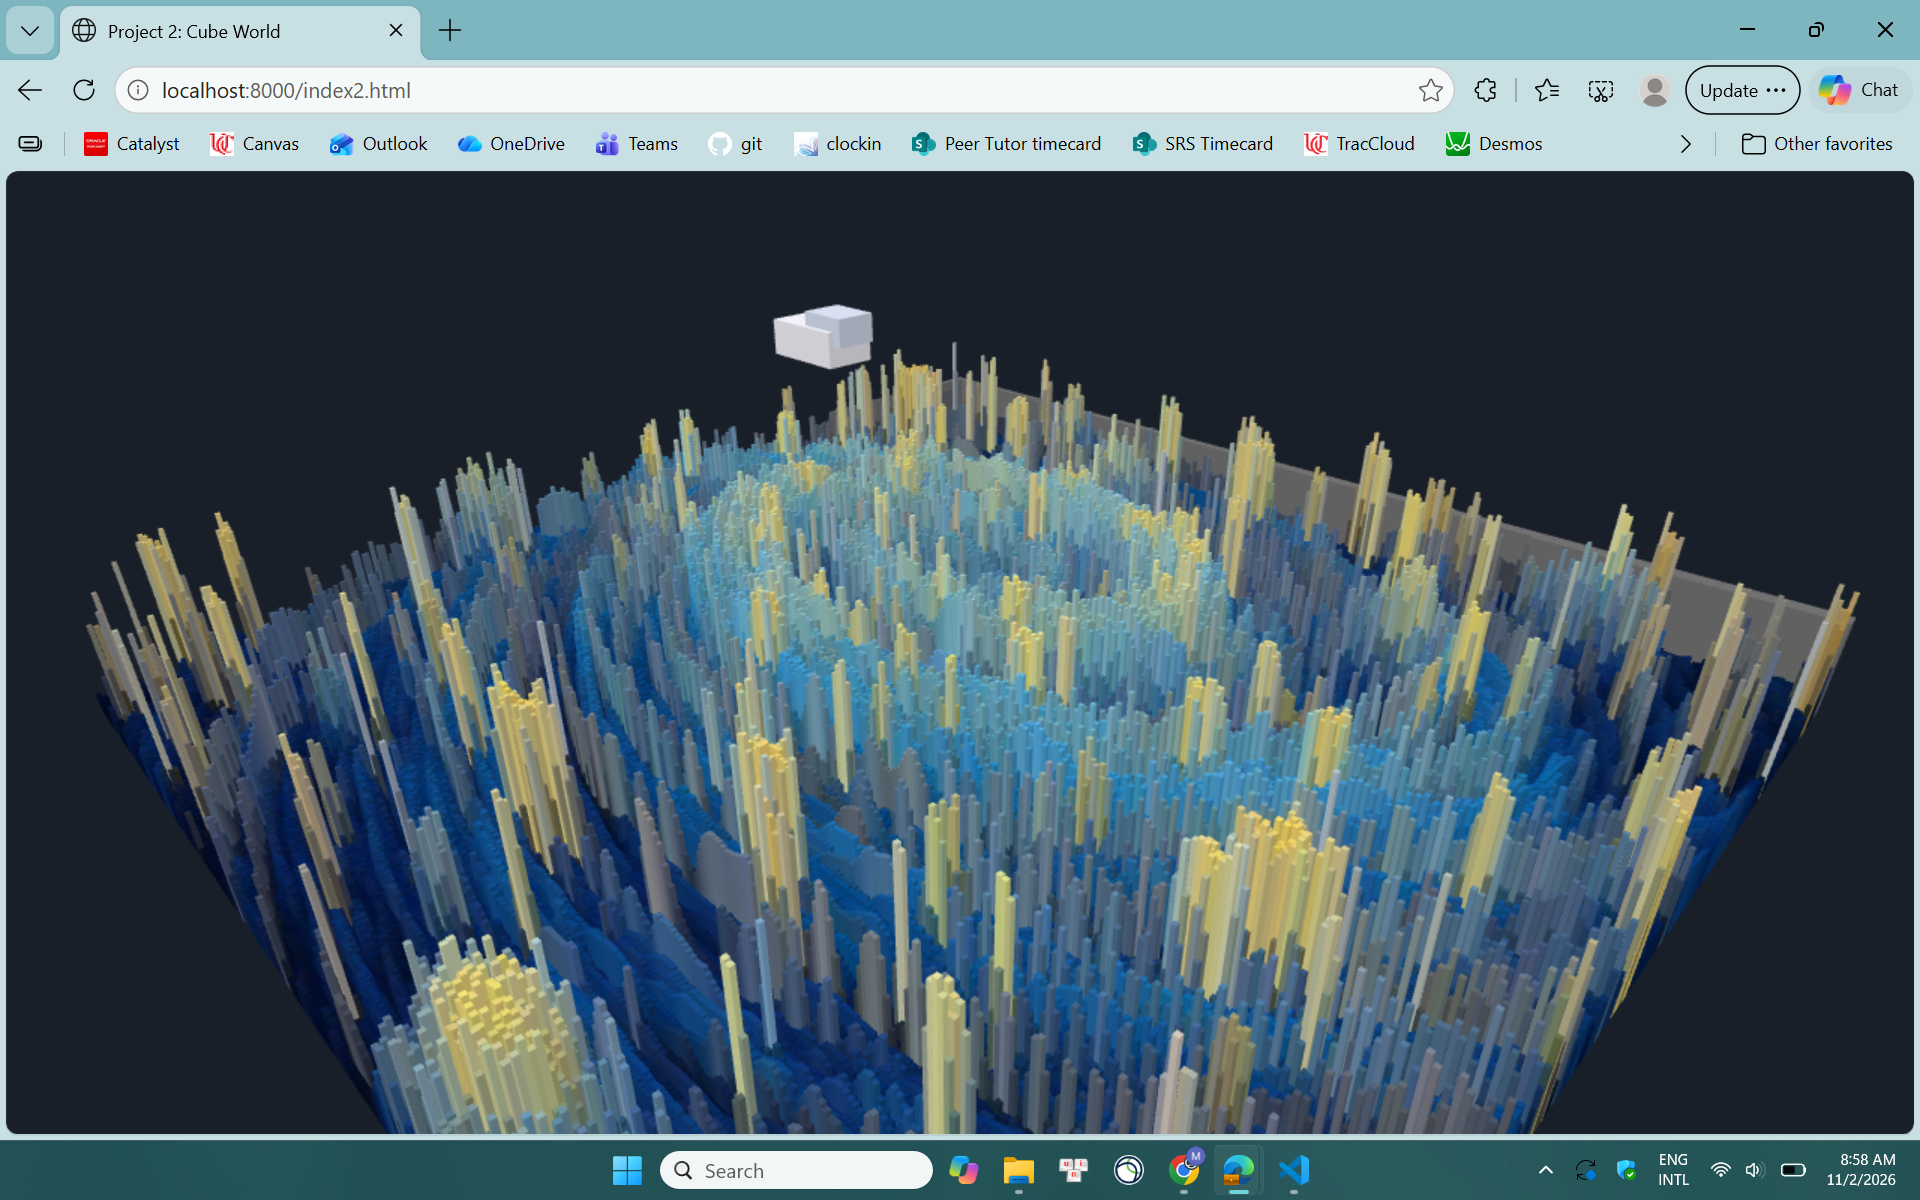 Project 2: Cube World
localhost:8000/index2.html
Update
Chat
Catalyst
Canvas
Outlook
OneDrive
Teams
git
clockin
Peer Tutor timecard
SRS Timecard
TracCloud
Desmos
Other favorites
Search
M
ENG
INTL
8:58 AM
11/2/2026